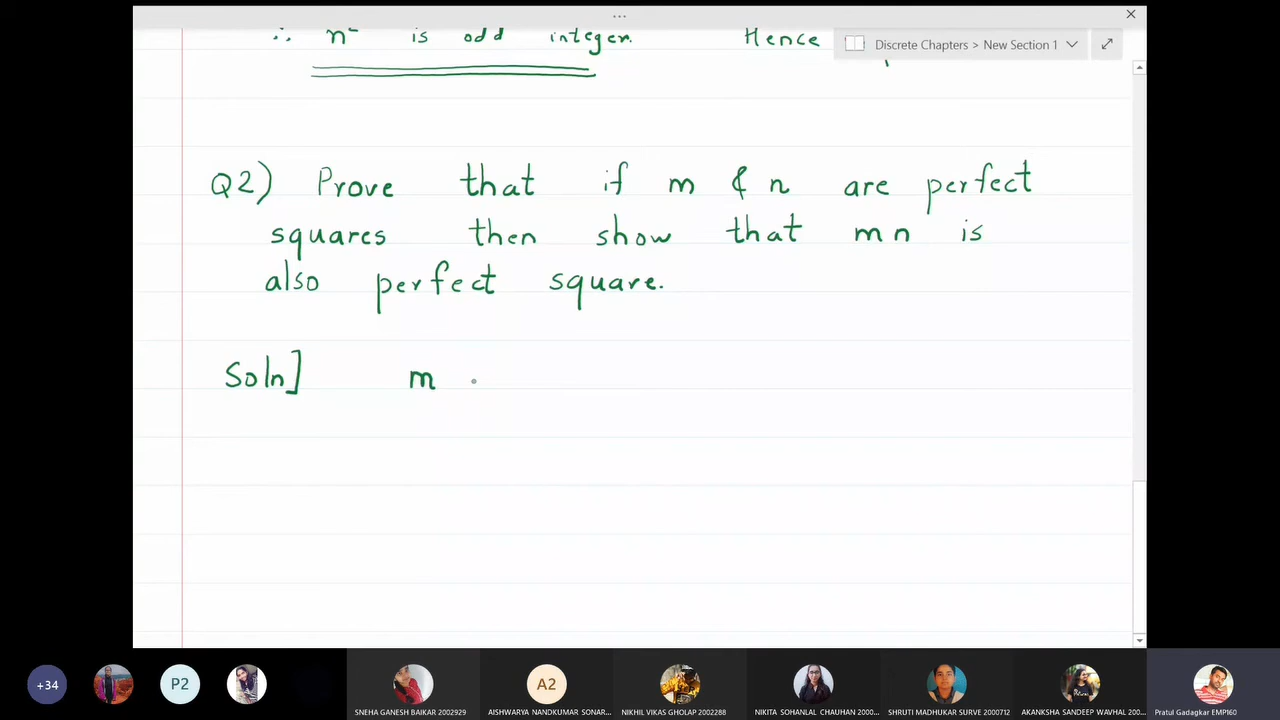 ∴ n² is odd integer. Hence
Discrete Chapters > New Section 1
Q2) Prove that if m & n are perfect
squares then show that mn is
also perfect square.
Soln] m
+34
P2
A2
SNEHA GANESH BAIKAR 2002929
AISHWARYA NANDKUMAR SONAR...
NIKHIL VIKAS GHOLAP 2002288
NIKITA SOHANLAL CHAUHAN 2000...
SHRUTI MADHUKAR SURVE 2000712
AKANKSHA SANDEEP WAVHAL 200...
Pratul Gadagkar EMP160